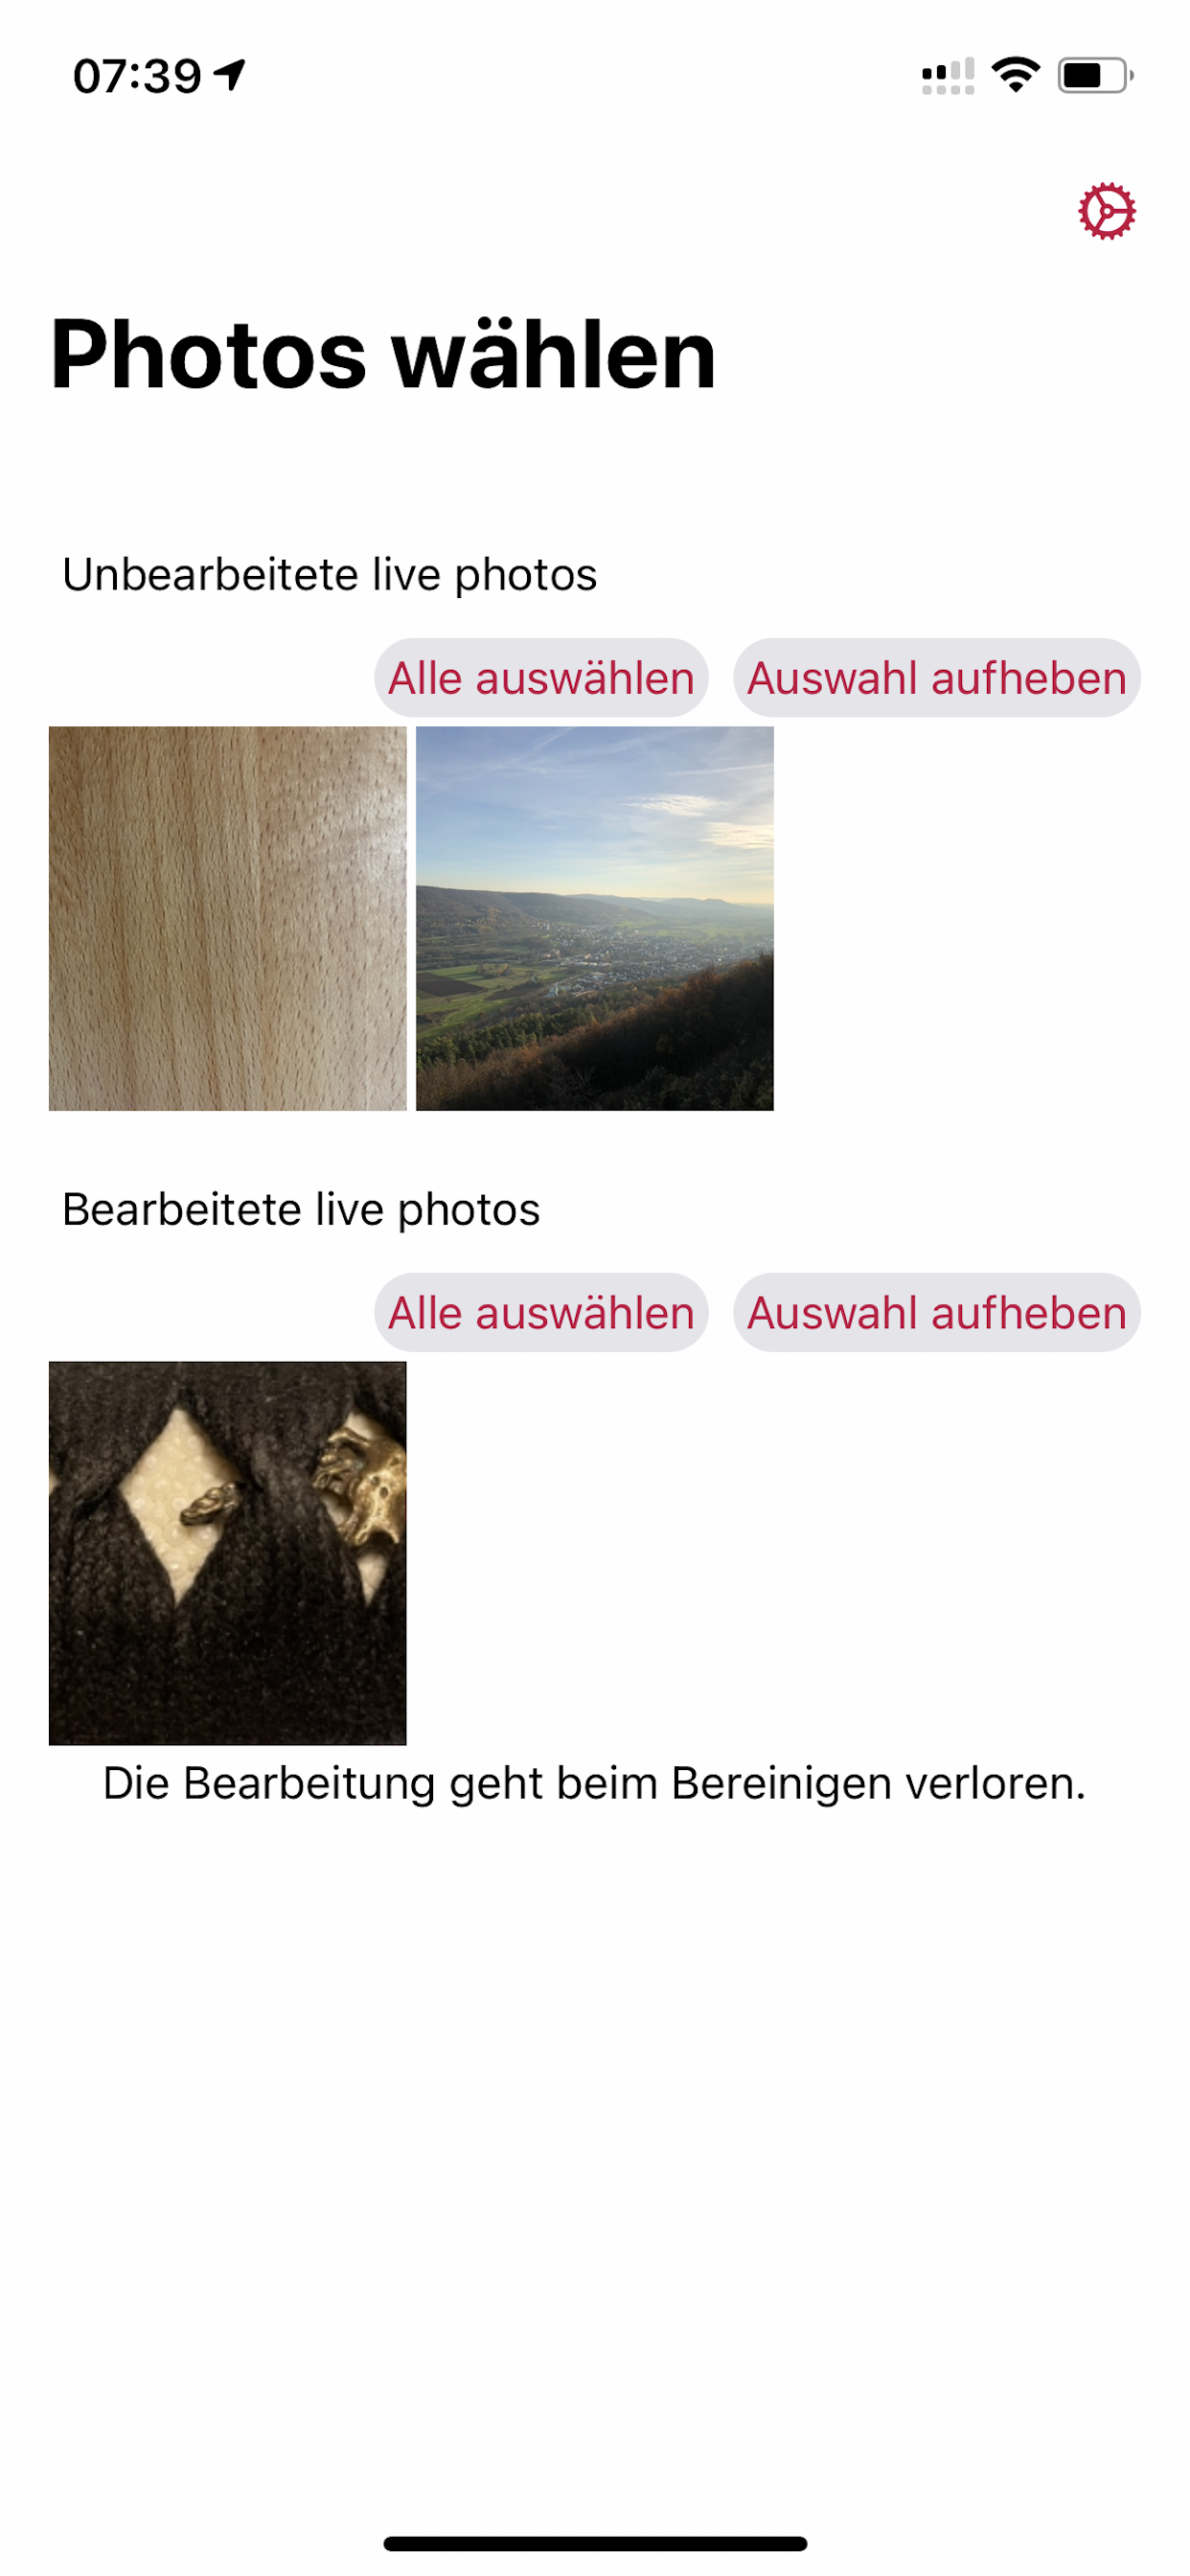 07:39
Photos wählen
Unbearbeitete live photos
Alle auswählen Auswahl aufheben
Bearbeitete live photos
Alle auswählen Auswahl aufheben
Die Bearbeitung geht beim Bereinigen verloren.